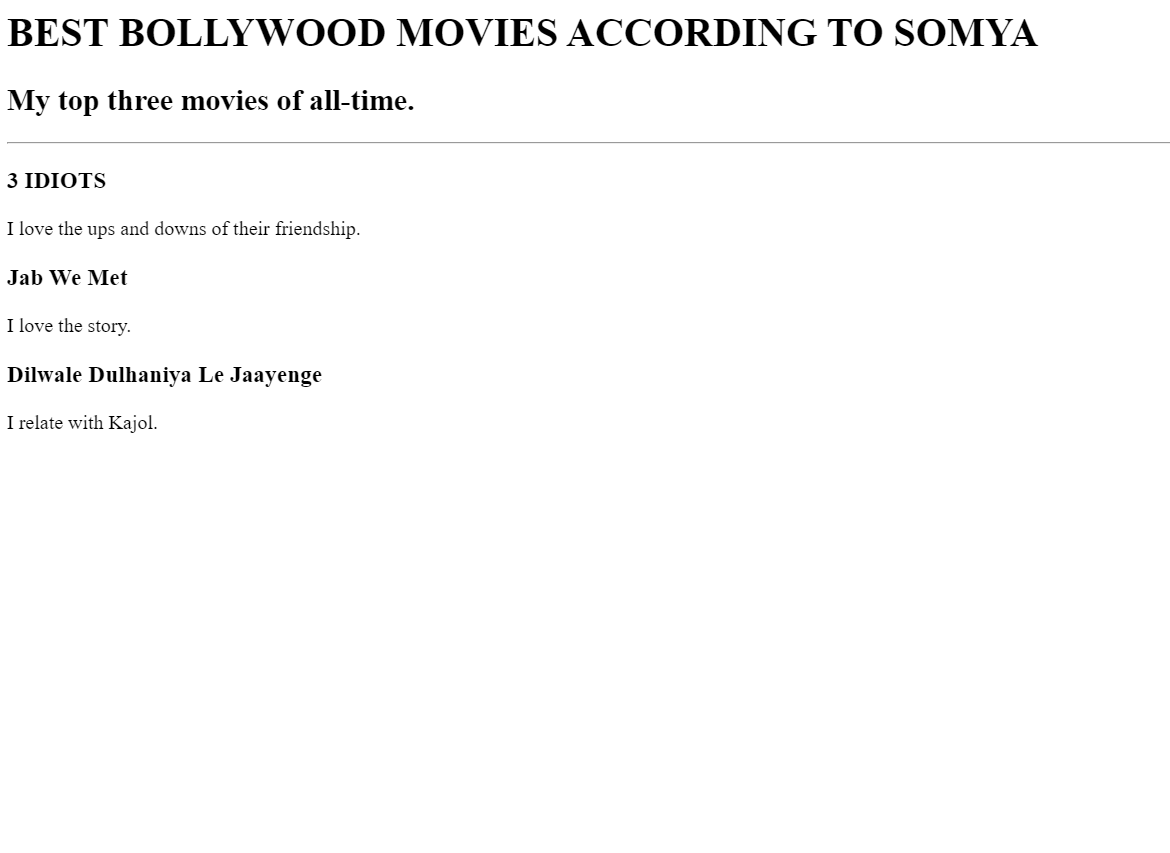 BEST BOLLYWOOD MOVIES ACCORDING TO SOMYA
My top three movies of all-time.
3 IDIOTS
I love the ups and downs of their friendship.
Jab We Met
I love the story.
Dilwale Dulhaniya Le Jaayenge
I relate with Kajol.